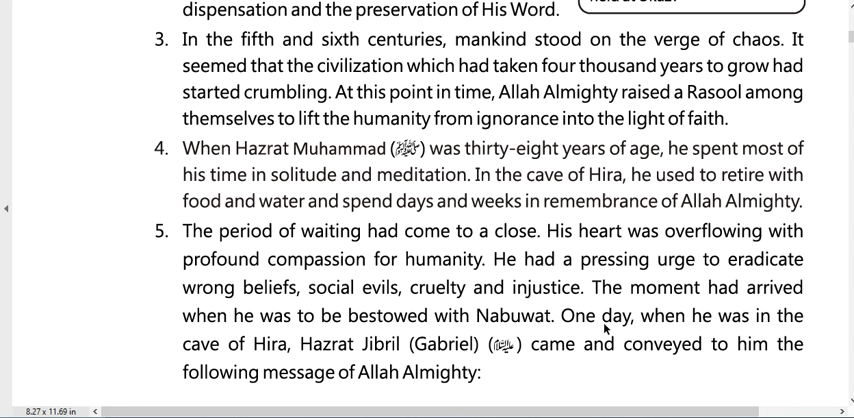 dispensation and the preservation of His Word.
3. In the fifth and sixth centuries, mankind stood on the verge of chaos. It
seemed that the civilization which had taken four thousand years to grow had
started crumbling. At this point in time, Allah Almighty raised a Rasool among
themselves to lift the humanity from ignorance into the light of faith.
4. When Hazrat Muhammad (ﷺ) was thirty-eight years of age, he spent most of
his time in solitude and meditation. In the cave of Hira, he used to retire with
food and water and spend days and weeks in remembrance of Allah Almighty.
5. The period of waiting had come to a close. His heart was overflowing with
profound compassion for humanity. He had a pressing urge to eradicate
wrong beliefs, social evils, cruelty and injustice. The moment had arrived
when he was to be bestowed with Nabuwat. One day, when he was in the
cave of Hira, Hazrat Jibril (Gabriel) () came and conveyed to him the
following message of Allah Almighty:
8.27 x 11.69 in